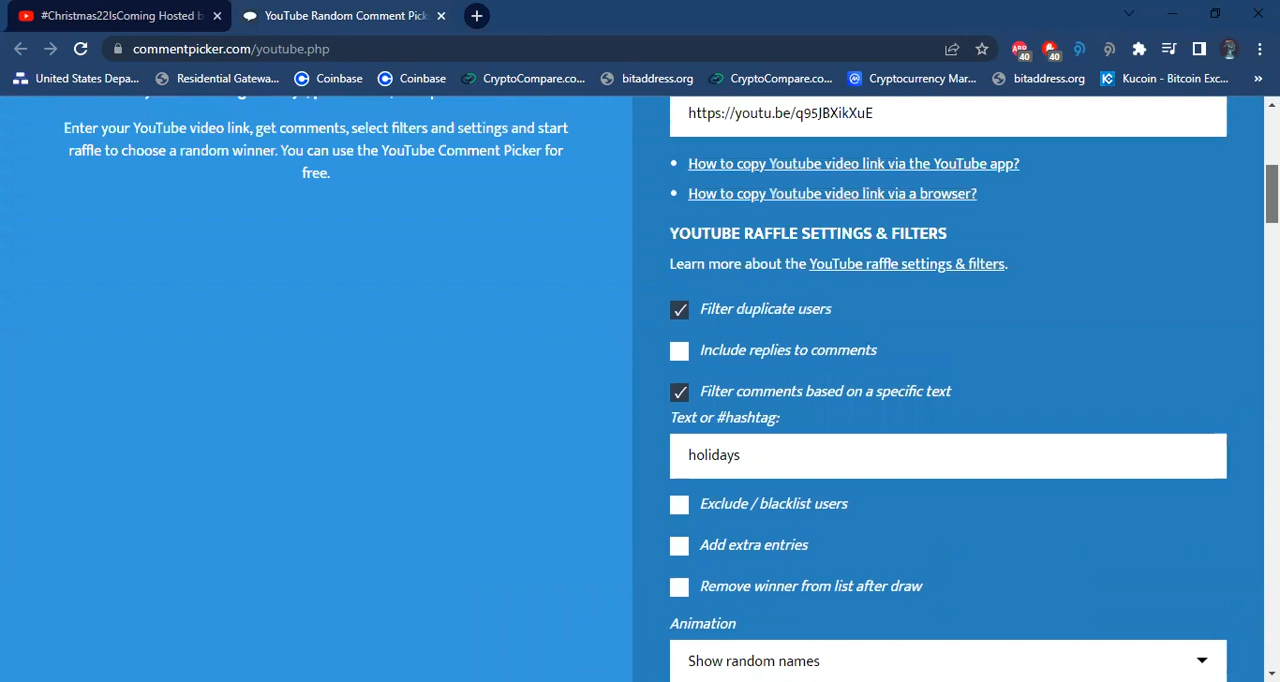 #Christmas22IsComing Hosted b
YouTube Random Comment Pick
commentpicker.com/youtube.php
40
40
United States Depa...
Residential Gatewa...
Coinbase
Coinbase
CryptoCompare.co...
bitaddress.org
CryptoCompare.co...
Cryptocurrency Mar...
bitaddress.org
Kucoin - Bitcoin Exc...
»
Enter your YouTube video link, get comments, select filters and settings and start
raffle to choose a random winner. You can use the YouTube Comment Picker for
free.
https://youtu.be/q95JBXikXuE
• How to copy Youtube video link via the YouTube app?
• How to copy Youtube video link via a browser?
YOUTUBE RAFFLE SETTINGS & FILTERS
Learn more about the YouTube raffle settings & filters.
Filter duplicate users
Include replies to comments
Filter comments based on a specific text
Text or #hashtag:
holidays
Exclude / blacklist users
Add extra entries
Remove winner from list after draw
Animation
Show random names